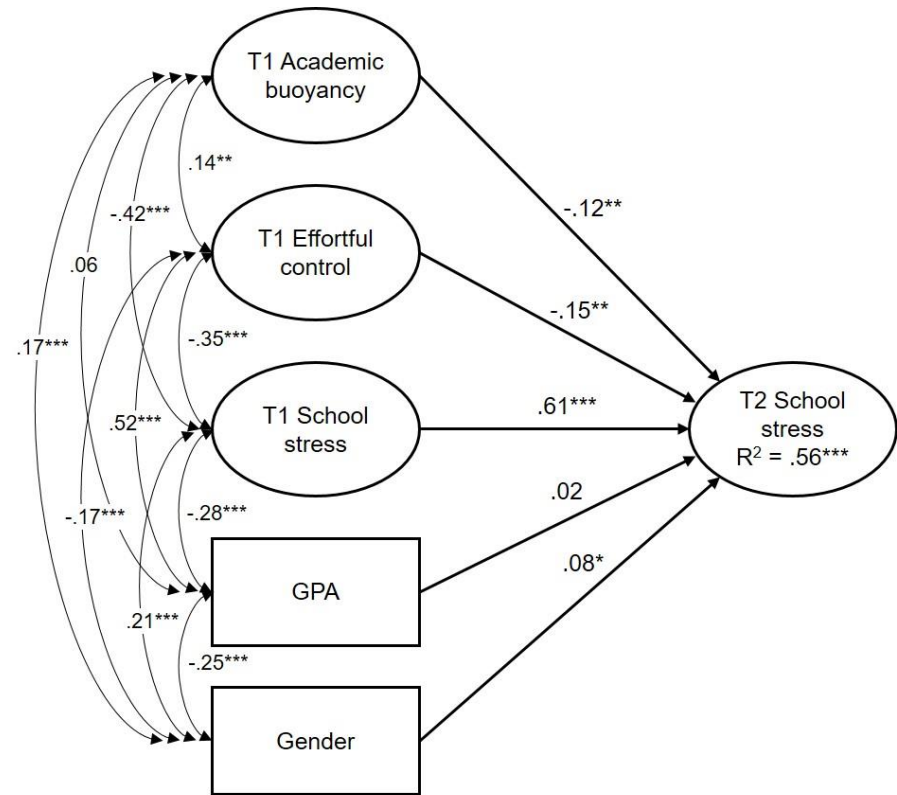 T1 Academic
buoyancy
.14**
-.12**
-.42***
T1 Effortful
control
.06
-.15**
.17***
-.35***
T1 School
stress
.61***
T2 School
stress
R² = .56***
.52***
.02
-.17***
-.28***
.08*
GPA
.21***
-.25***
Gender